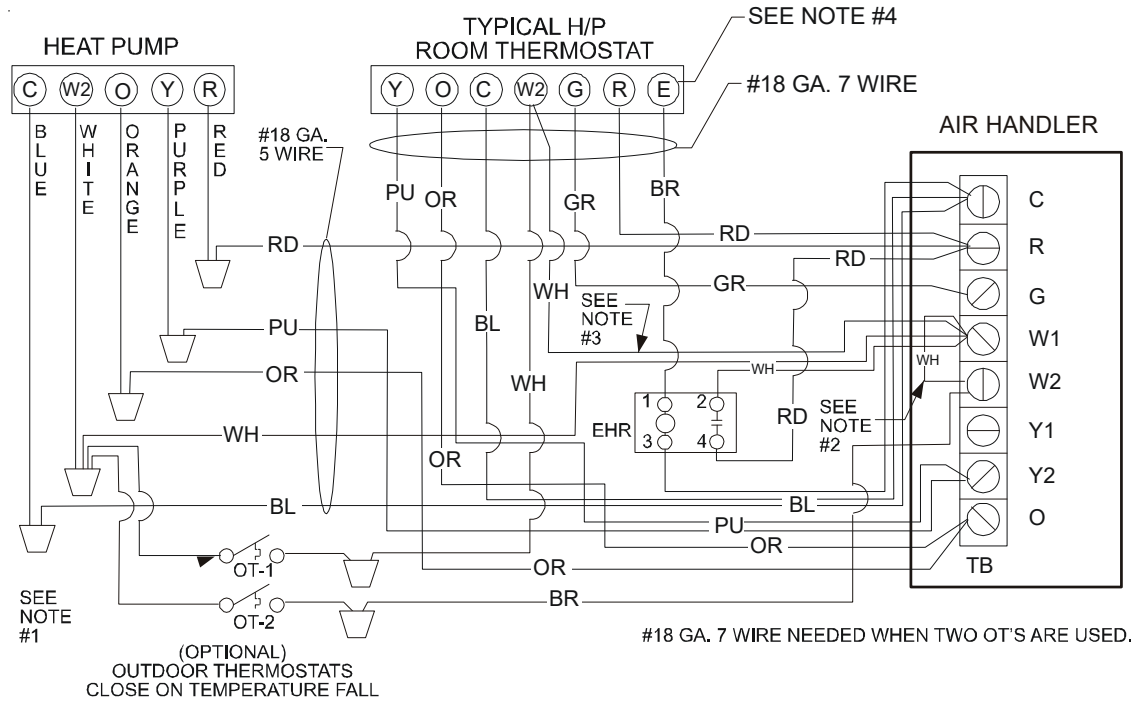 HEAT PUMP
C W2 O Y R
BLUE
WHITE
ORANGE
PURPLE
RED
#18 GA.
5 WIRE
TYPICAL H/P
ROOM THERMOSTAT
Y O C W2 G R E
SEE NOTE #4
#18 GA. 7 WIRE
AIR HANDLER
PU
OR
GR
BR
C
RD
RD
RD
R
WH
SEE
NOTE
#3
GR
G
PU
BL
W1
OR
WH
WH
WH
W2
1 2
EHR
3 4
RD
SEE
NOTE
#2
WH
Y1
OR
Y2
BL
BL
PU
O
OR
OR
TB
OT-1
BR
SEE
NOTE
#1
OT-2
#18 GA. 7 WIRE NEEDED WHEN TWO OT'S ARE USED.
(OPTIONAL)
OUTDOOR THERMOSTATS
CLOSE ON TEMPERATURE FALL